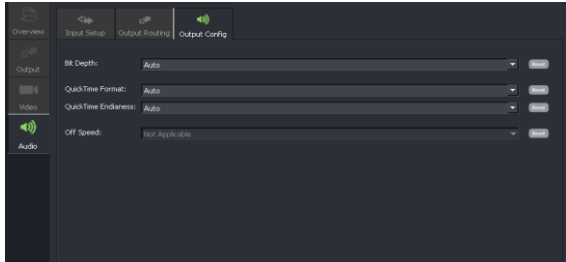 Overview
Output
Video
Audio
Input Setup
Output Routing
Output Config
Bit Depth: Auto Reset
QuickTime Format: Auto Reset
QuickTime Endianess: Auto Reset
Off Speed: Not Applicable Reset